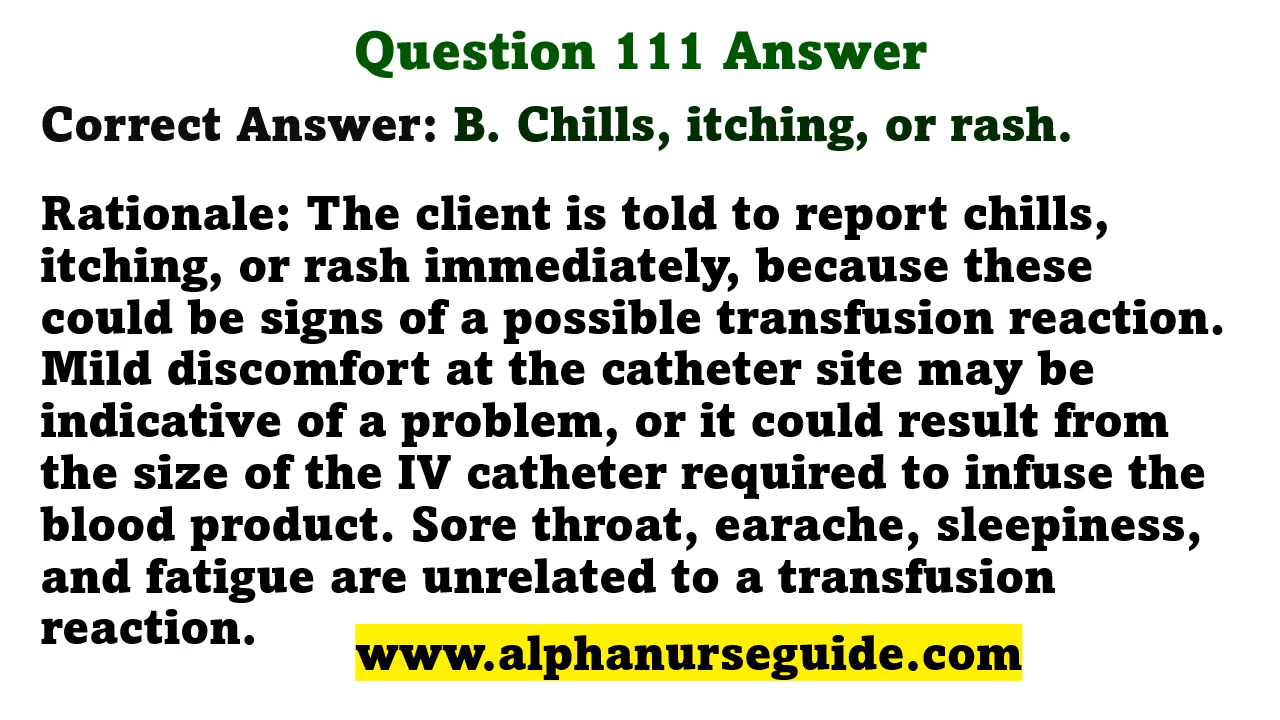 Question 111 Answer
Correct Answer: B. Chills, itching, or rash.
Rationale: The client is told to report chills,
itching, or rash immediately, because these
could be signs of a possible transfusion reaction.
Mild discomfort at the catheter site may be
indicative of a problem, or it could result from
the size of the IV catheter required to infuse the
blood product. Sore throat, earache, sleepiness,
and fatigue are unrelated to a transfusion
reaction.
www.alphanurseguide.com